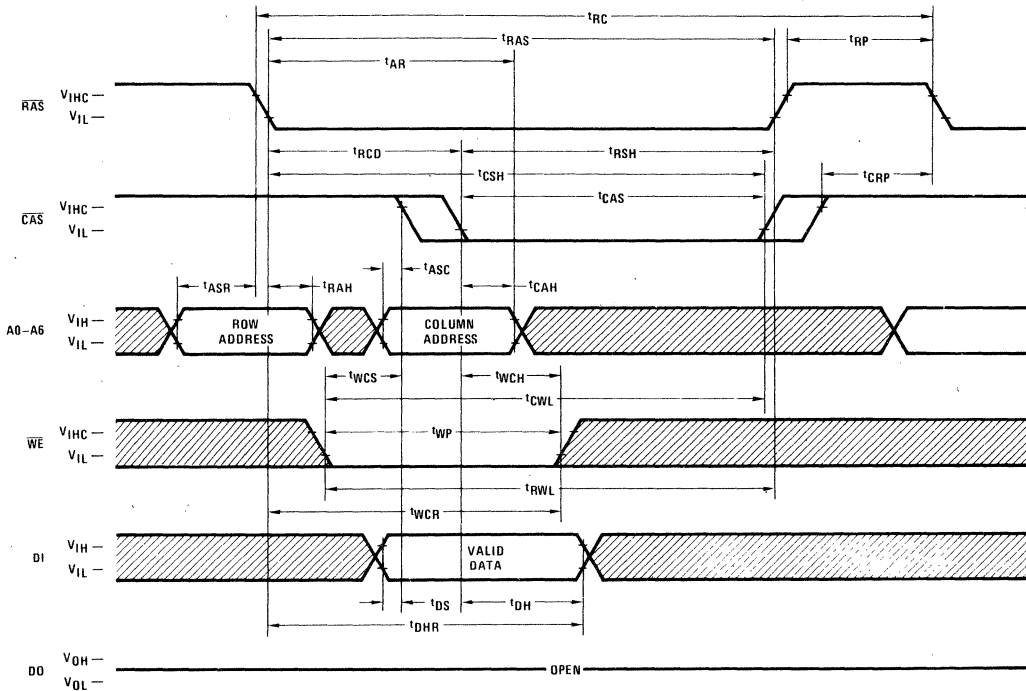 tRC
tRAS
tRP
tAR
RAS
VIHC
VIL
tRCD
tRSH
tCSH
tCRP
tCAS
CAS
VIHC
VIL
tASC
tASR
tRAH
tCAH
A0-A6
VIH
VIL
ROW
ADDRESS
COLUMN
ADDRESS
tWCS
tWCH
tCWL
WE
VIHC
VIL
tWP
tRWL
tWCR
DI
VIH
VIL
VALID
DATA
tDS
tDH
tDHR
DO
VOH
VOL
OPEN